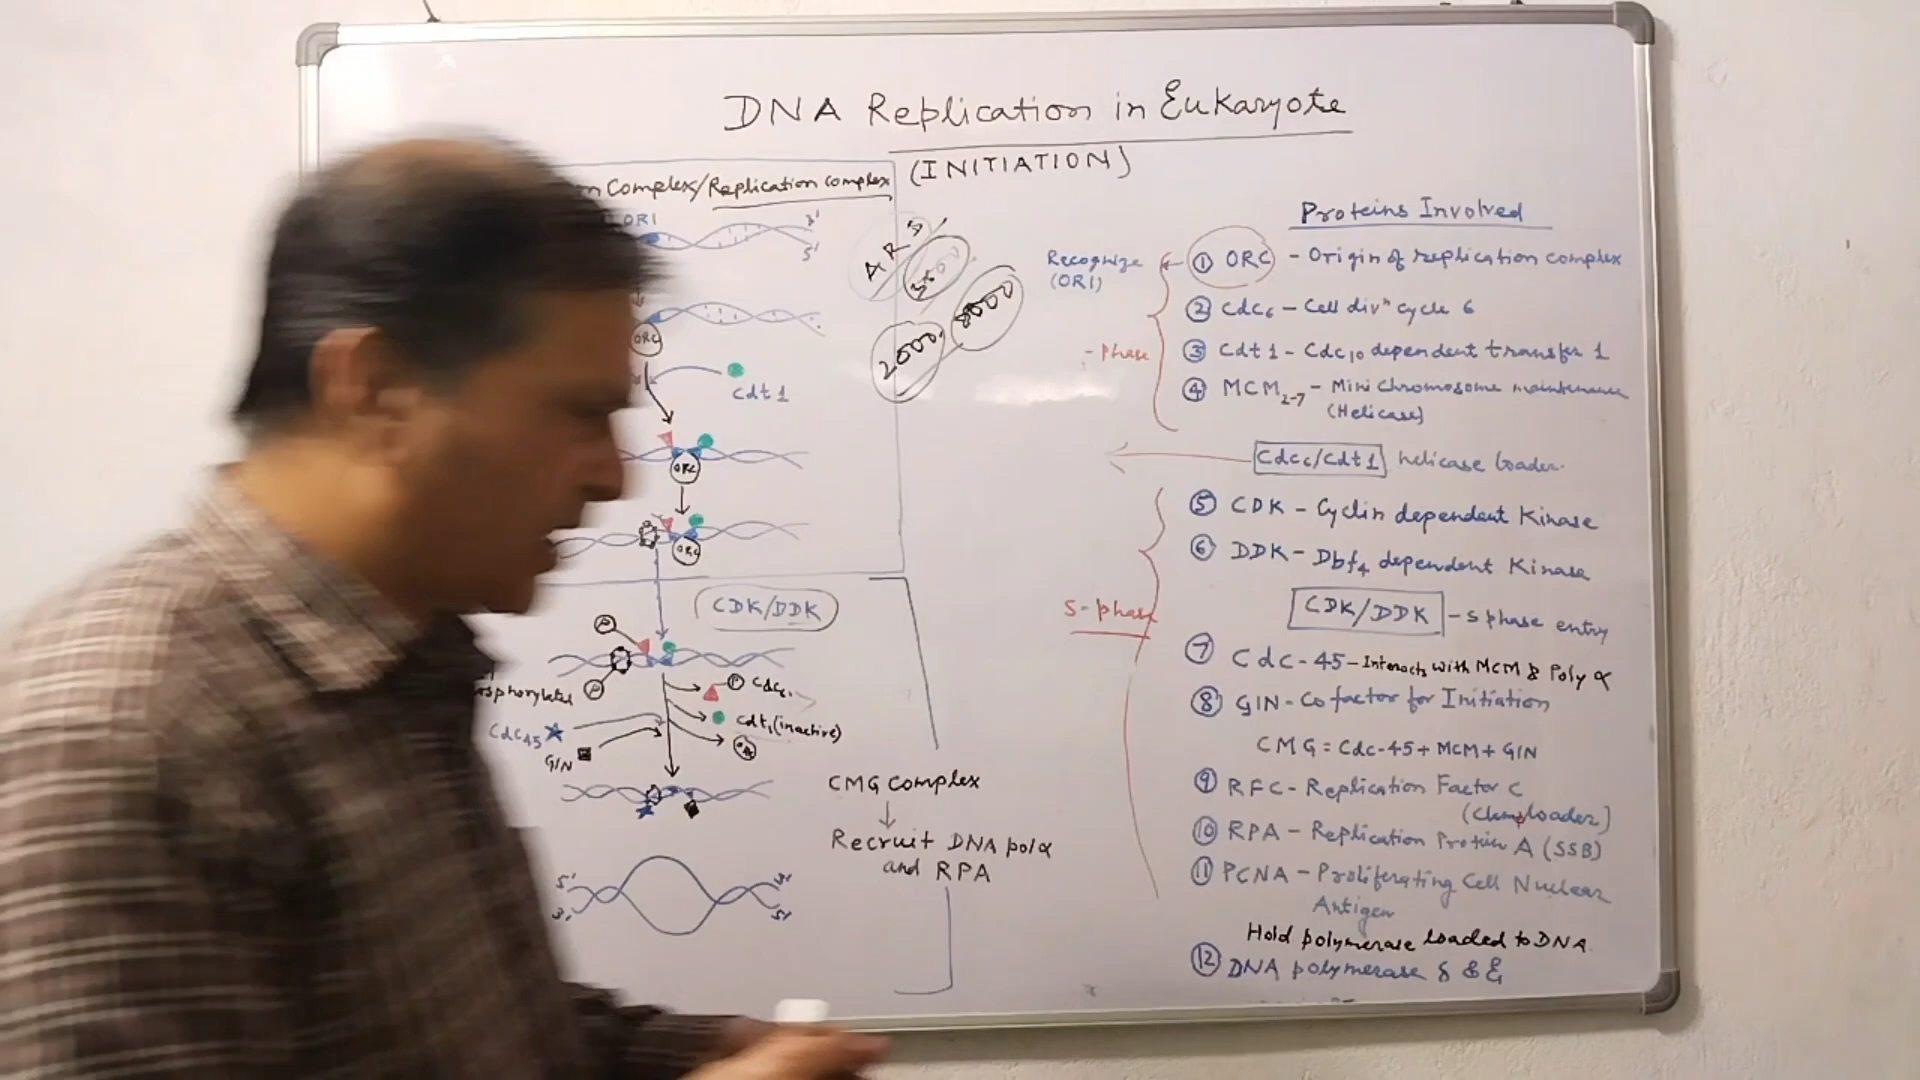 DNA Replication in Eukaryote
(INITIATION)
n Complex/Replication complex
ORI
3'
5'
ORC
Cdt 1
ORC
ORC
CDK/DDK
P
P
osphorylated
P Cdc6
Cdt1 (inactive)
ORC
Cdc45
GIN
5'
3'
3'
5'
ARS
2000.
8000
CMG Complex
Recruit DNA pol α
and RPA
Proteins Involved
Recognize
(ORI)
① ORC - Origin of replication complex
② Cdc6 - Cell divⁿ cycle 6
- Phase
③ Cdt 1 - Cdc10 dependent transfer 1
④ MCM2-7 - Mini chromosome maintenance
(Helicase)
Cdc6/Cdt1 helicase loader.
⑤ CDK - Cyclin dependent Kinase
⑥ DDK - Dbf4 dependent Kinase
S-phase
CDK/DDK - S phase entry
7 Cdc-45 - Interacts with MCM & Poly α
⑧ GIN - Co factor for Initiation
CMG = Cdc-45 + MCM + GIN
⑨ RFC - Replication Factor C
(Clamp loader)
⑩ RPA - Replication Protein A (SSB)
⑪ PCNA - Proliferating Cell Nuclear
Antigen
Hold polymerase loaded to DNA.
⑫ DNA polymerase δ & ε